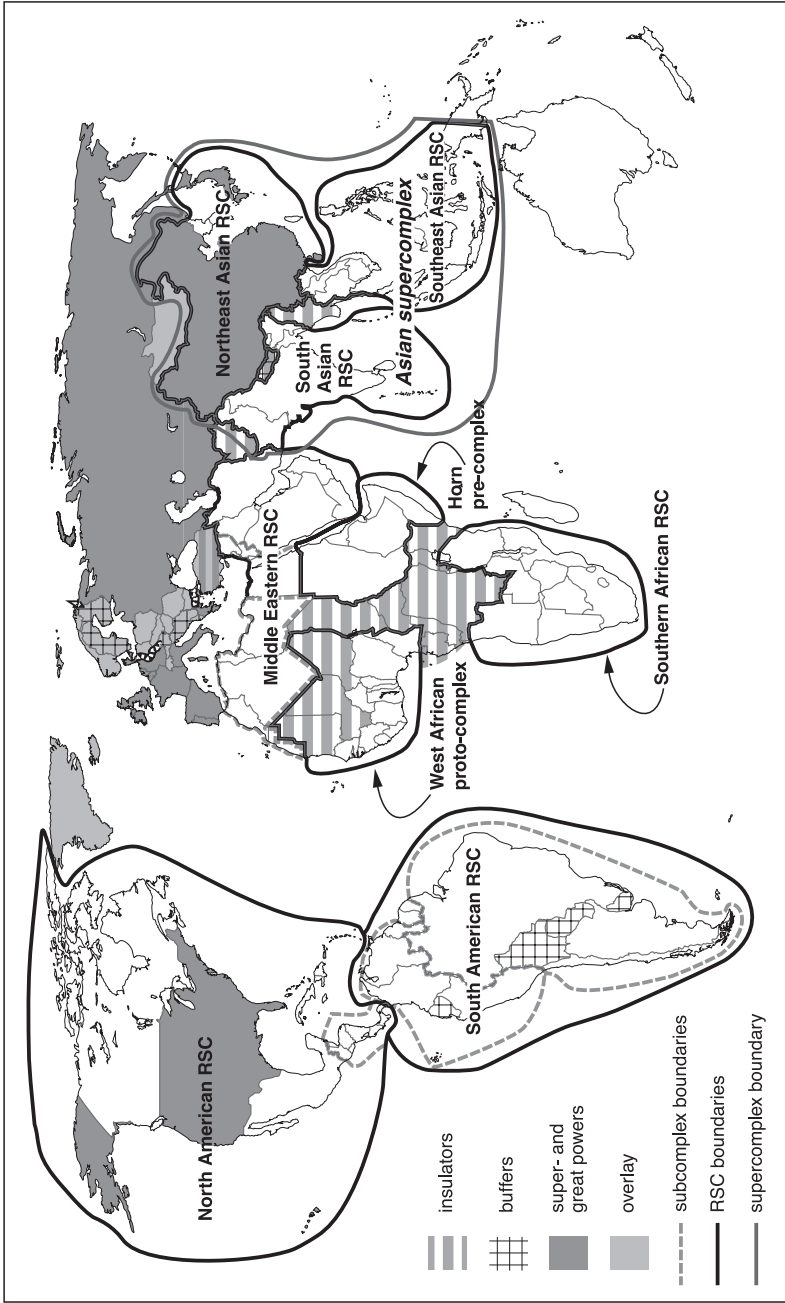 North American RSC
South American RSC
West African
proto-complex
Middle Eastern RSC
Horn
pre-complex
Southern African RSC
Northeast Asian RSC
South
Asian
RSC
Asian supercomplex
Southeast Asian RSC
insulators
buffers
super- and
great powers
overlay
subcomplex boundaries
RSC boundaries
supercomplex boundary